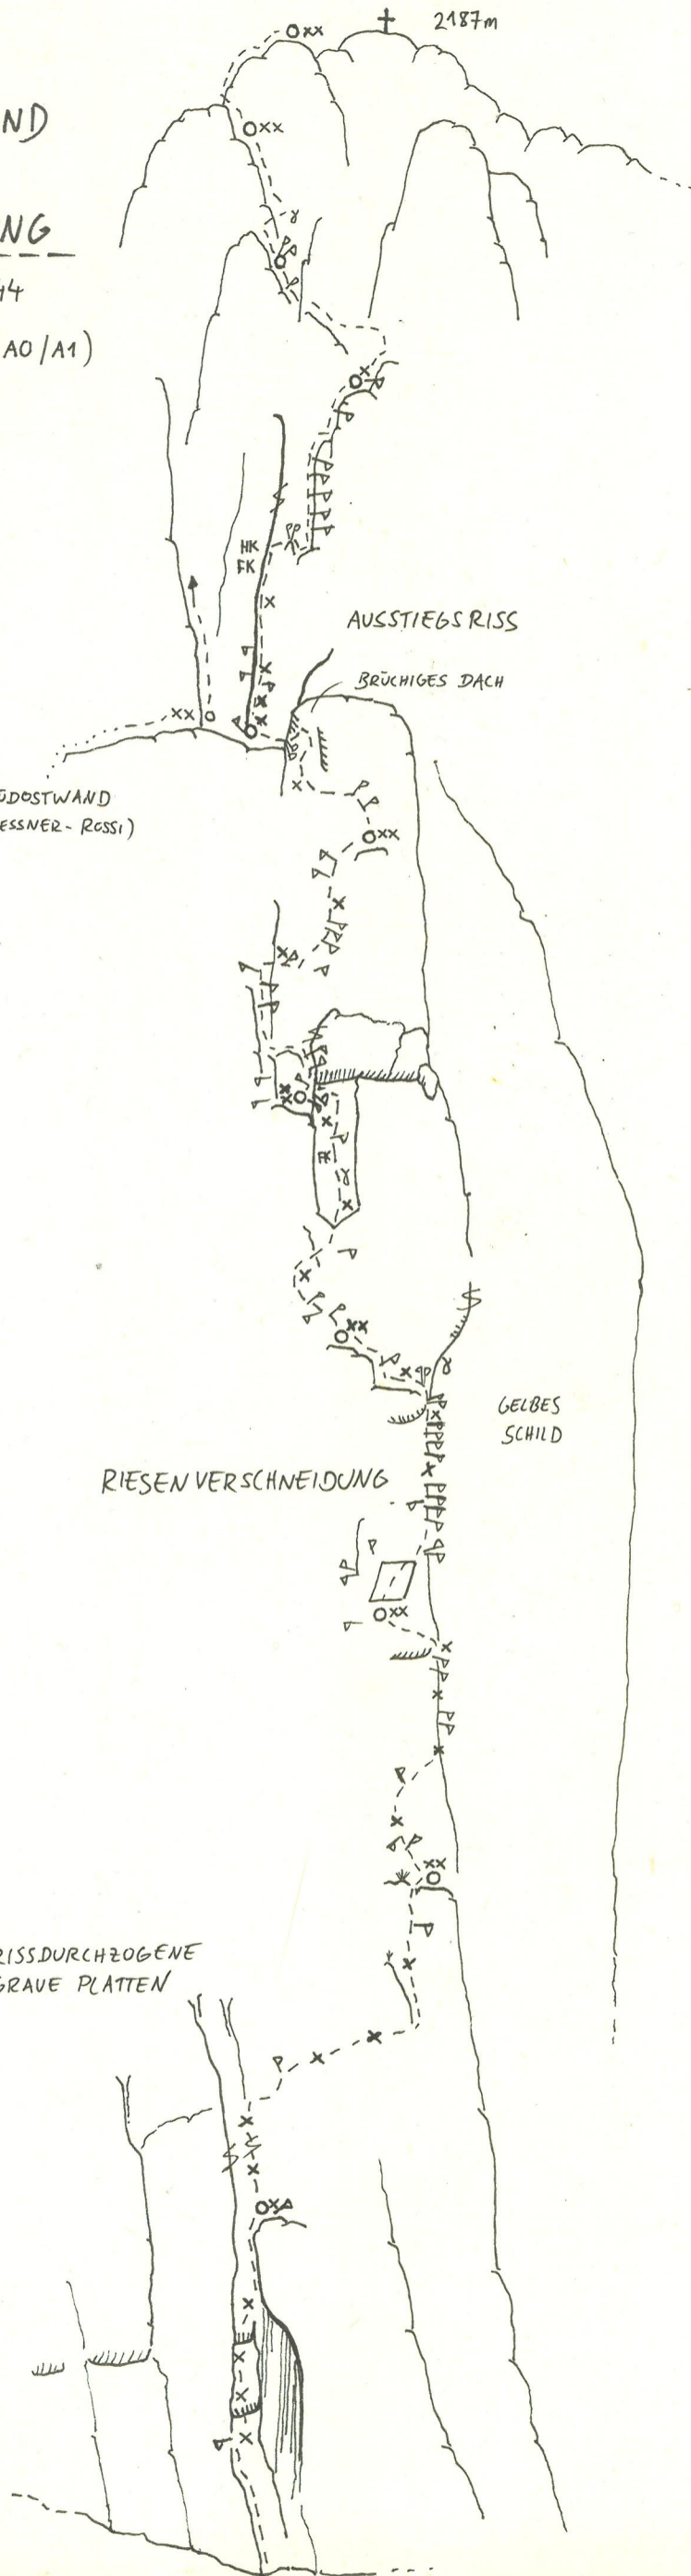 2187m
ND
NG
44
A0/A1)
HK
FK
AUSSTIEGSRISS
BRÜCHIGES DACH
ÜDOSTWAND
ESSNER-ROSSI)
FK
GELBES
SCHILD
RIESENVERSCHNEIDUNG
RISSDURCHZOGENE
GRAUE PLATTEN